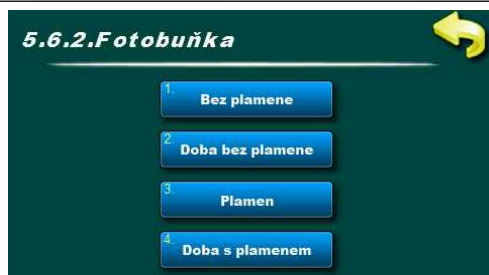 5.6.2.Fotobuňka
1.
Bez plamene
2.
Doba bez plamene
3.
Plamen
4.
Doba s plamenem